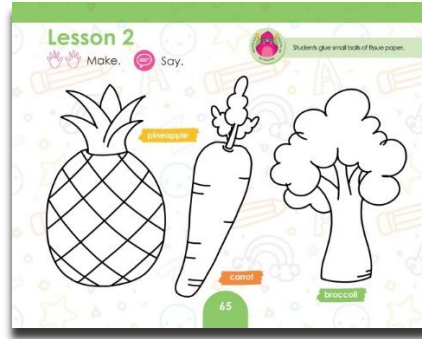 Lesson 2
Students glue small balls of tissue paper.
Make. Say.
pineapple
carrot
broccoli
65